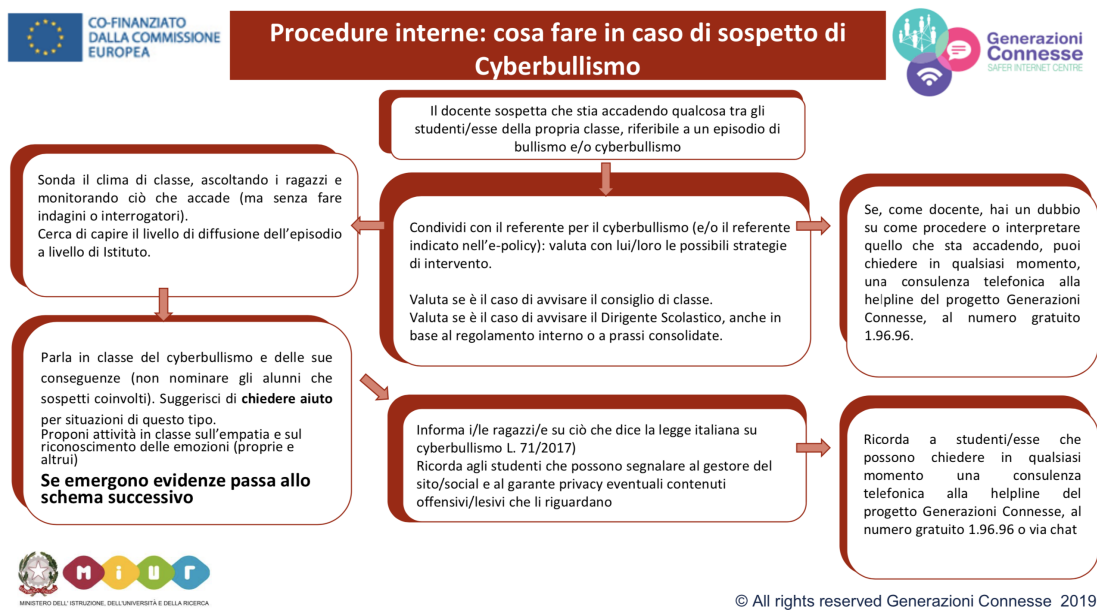 CO-FINANZIATO
DALLA COMMISSIONE
EUROPEA
Procedure interne: cosa fare in caso di sospetto di
Cyberbullismo
Generazioni
Connesse
SAFER INTERNET CENTRE
Il docente sospetta che stia accadendo qualcosa tra gli
studenti/esse della propria classe, riferibile a un episodio di
bullismo e/o cyberbullismo
Sonda il clima di classe, ascoltando i ragazzi e
monitorando ciò che accade (ma senza fare
indagini o interrogatori).
Cerca di capire il livello di diffusione dell'episodio
a livello di Istituto.
Condividi con il referente per il cyberbullismo (e/o il referente
indicato nell'e-policy): valuta con lui/loro le possibili strategie
di intervento.
Valuta se è il caso di avvisare il consiglio di classe.
Valuta se è il caso di avvisare il Dirigente Scolastico, anche in
base al regolamento interno o a prassi consolidate.
Se, come docente, hai un dubbio
su come procedere o interpretare
quello che sta accadendo, puoi
chiedere in qualsiasi momento,
una consulenza telefonica alla
helpline del progetto Generazioni
Connesse, al numero gratuito
1.96.96.
Parla in classe del cyberbullismo e delle sue
conseguenze (non nominare gli alunni che
sospetti coinvolti). Suggerisci di chiedere aiuto
per situazioni di questo tipo.
Proponi attività in classe sull'empatia e sul
riconoscimento delle emozioni (proprie e
altrui)
Se emergono evidenze passa allo
schema successivo
Informa i/le ragazzi/e su ciò che dice la legge italiana su
cyberbullismo L. 71/2017)
Ricorda agli studenti che possono segnalare al gestore del
sito/social e al garante privacy eventuali contenuti
offensivi/lesivi che li riguardano
Ricorda a studenti/esse che
possono chiedere in qualsiasi
momento una consulenza
telefonica alla helpline del
progetto Generazioni Connesse, al
numero gratuito 1.96.96 o via chat
miur
MINISTERO DELL' ISTRUZIONE, DELL'UNIVERSITÀ E DELLA RICERCA
© All rights reserved Generazioni Connesse 2019